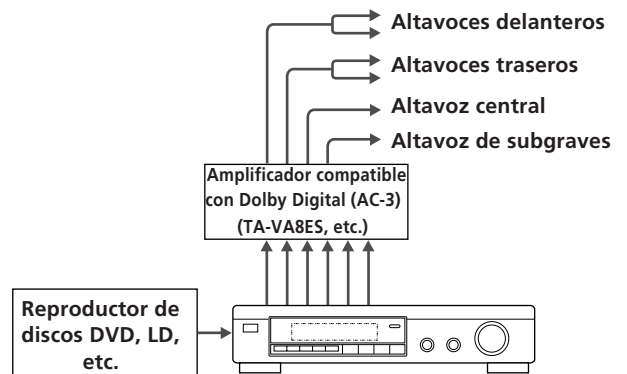 Altavoces delanteros
Altavoces traseros
Altavoz central
Altavoz de subgraves
Amplificador compatible
con Dolby Digital (AC-3)
(TA-VA8ES, etc.)
Reproductor de
discos DVD, LD,
etc.